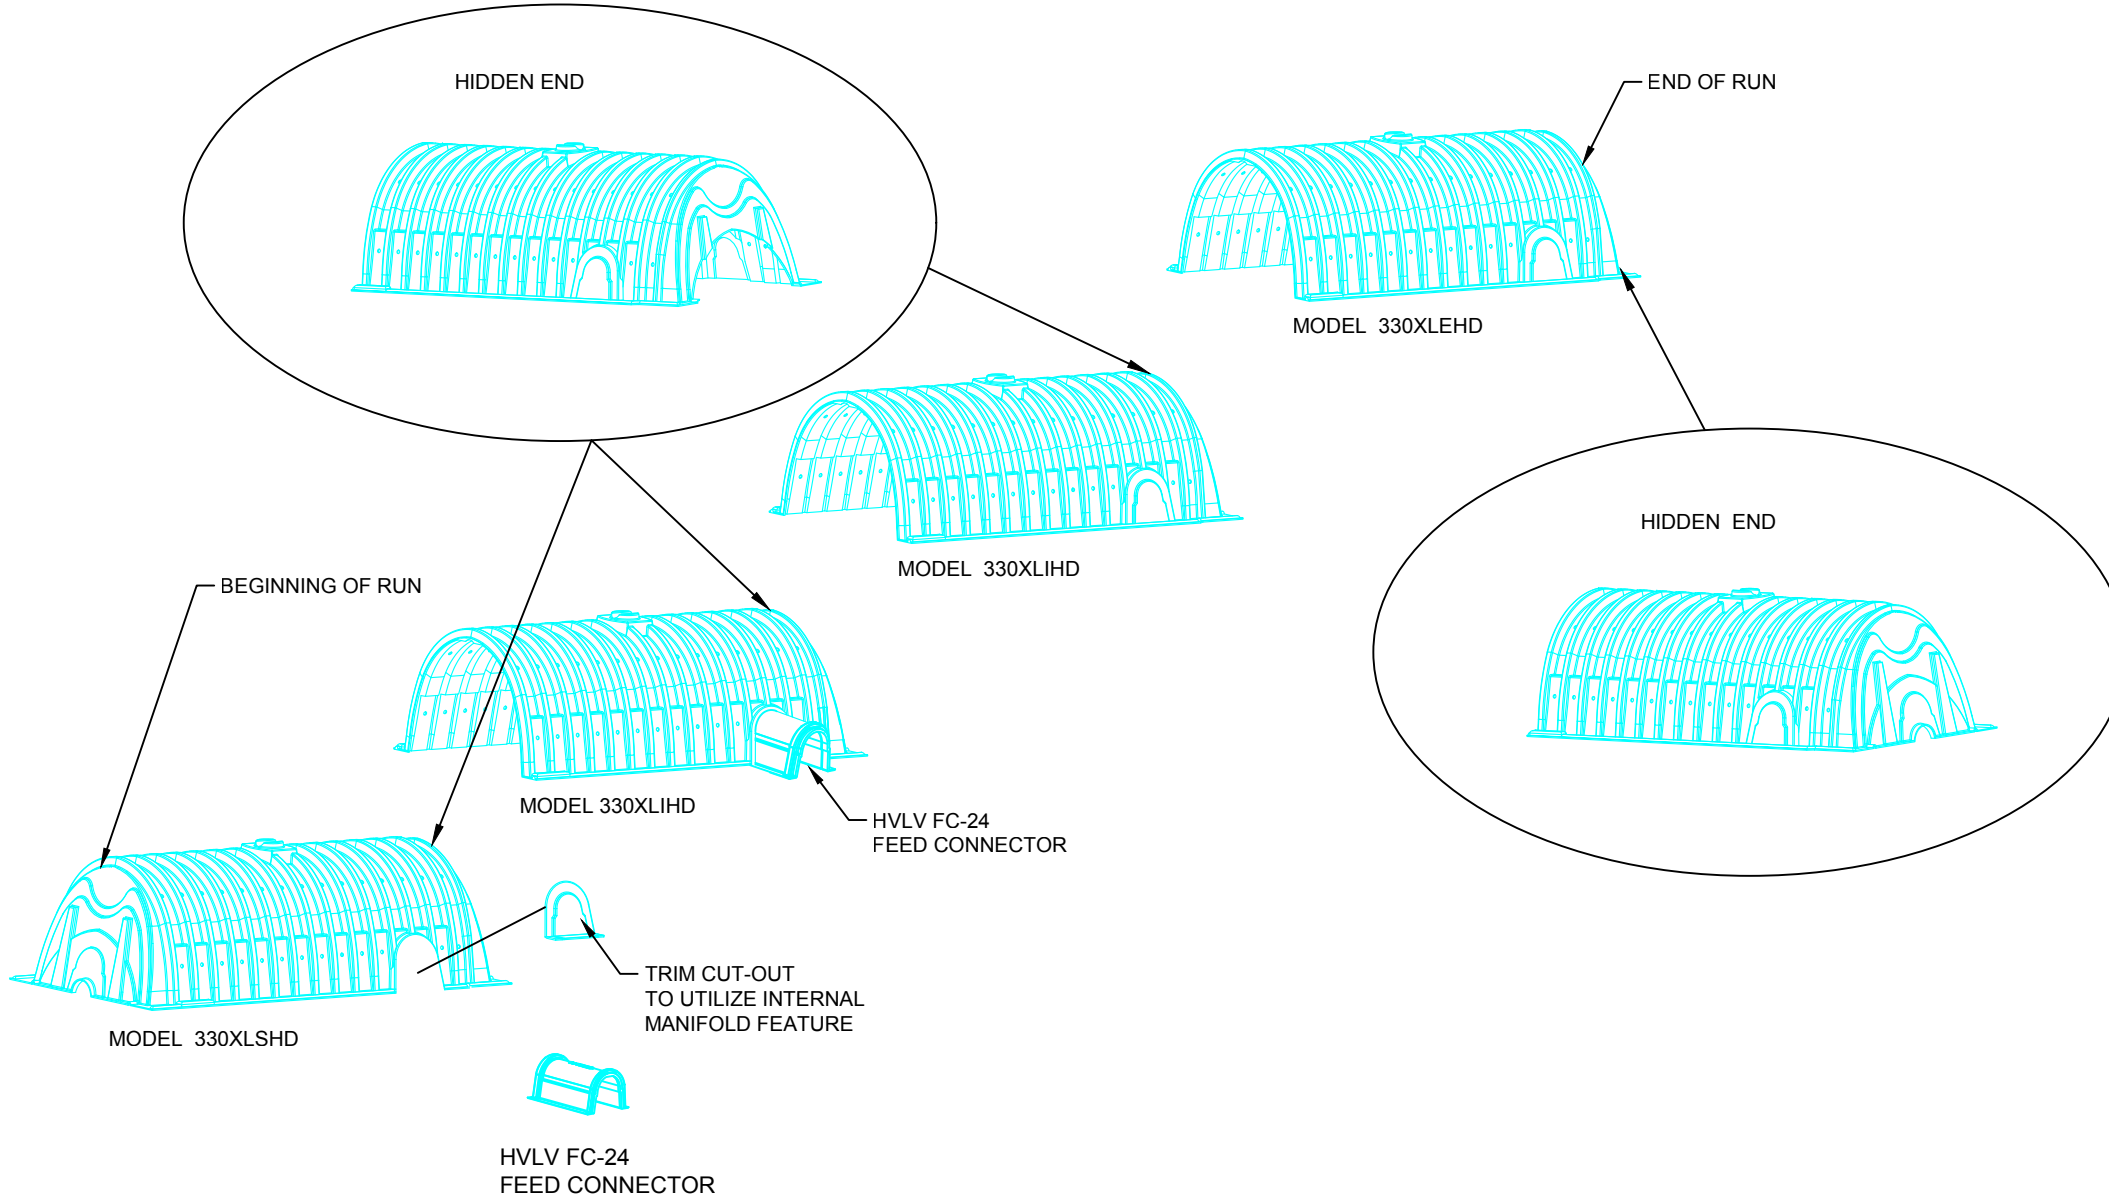 HIDDEN END
END OF RUN
MODEL 330XLEHD
HIDDEN END
MODEL 330XLIHD
BEGINNING OF RUN
MODEL 330XLIHD
HVLV FC-24
FEED CONNECTOR
TRIM CUT-OUT
TO UTILIZE INTERNAL
MANIFOLD FEATURE
MODEL 330XLSHD
HVLV FC-24
FEED CONNECTOR